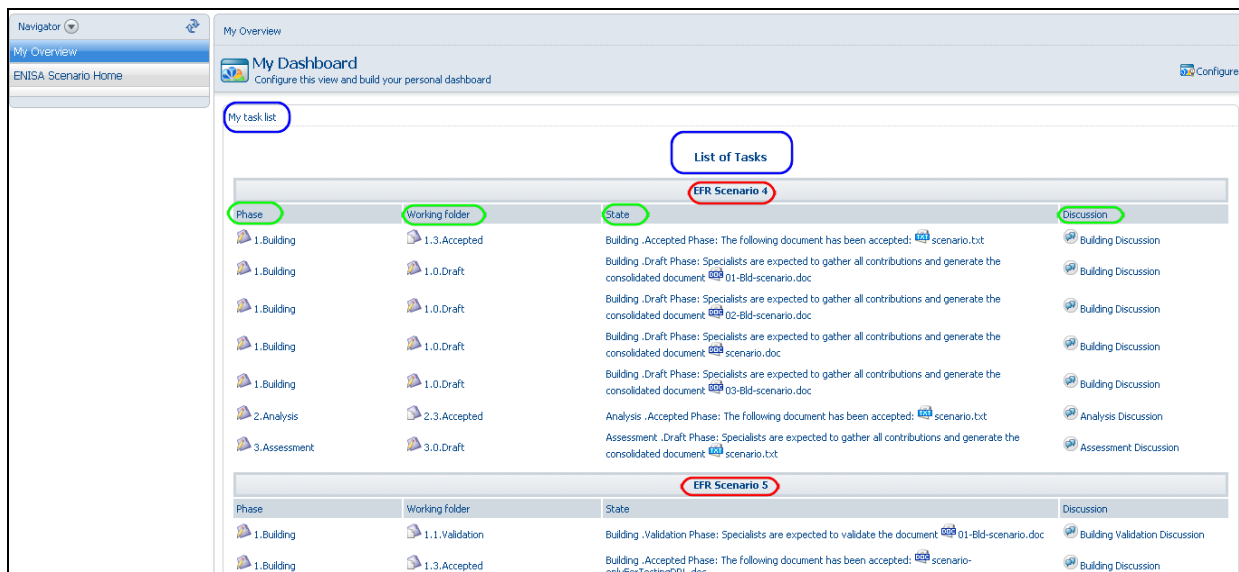 Navigator
My Overview
ENISA Scenario Home
My Overview
My Dashboard
Configure this view and build your personal dashboard
Configure
My task list
List of Tasks
EFR Scenario 4
Phase Working folder State Discussion
1.Building 1.3.Accepted Building .Accepted Phase: The following document has been accepted: scenario.txt Building Discussion
1.Building 1.0.Draft Building .Draft Phase: Specialists are expected to gather all contributions and generate the
consolidated document 01-Bld-scenario.doc Building Discussion
1.Building 1.0.Draft Building .Draft Phase: Specialists are expected to gather all contributions and generate the
consolidated document 02-Bld-scenario.doc Building Discussion
1.Building 1.0.Draft Building .Draft Phase: Specialists are expected to gather all contributions and generate the
consolidated document scenario.doc Building Discussion
1.Building 1.0.Draft Building .Draft Phase: Specialists are expected to gather all contributions and generate the
consolidated document 03-Bld-scenario.doc Building Discussion
2.Analysis 2.3.Accepted Analysis .Accepted Phase: The following document has been accepted: scenario.txt Analysis Discussion
3.Assessment 3.0.Draft Assessment .Draft Phase: Specialists are expected to gather all contributions and generate the
consolidated document scenario.txt Assessment Discussion
EFR Scenario 5
Phase Working folder State Discussion
1.Building 1.1.Validation Building .Validation Phase: Specialists are expected to validate the document 01-Bld-scenario.doc Building Validation Discussion
1.Building 1.3.Accepted Building .Accepted Phase: The following document has been accepted: scenario- Building Discussion